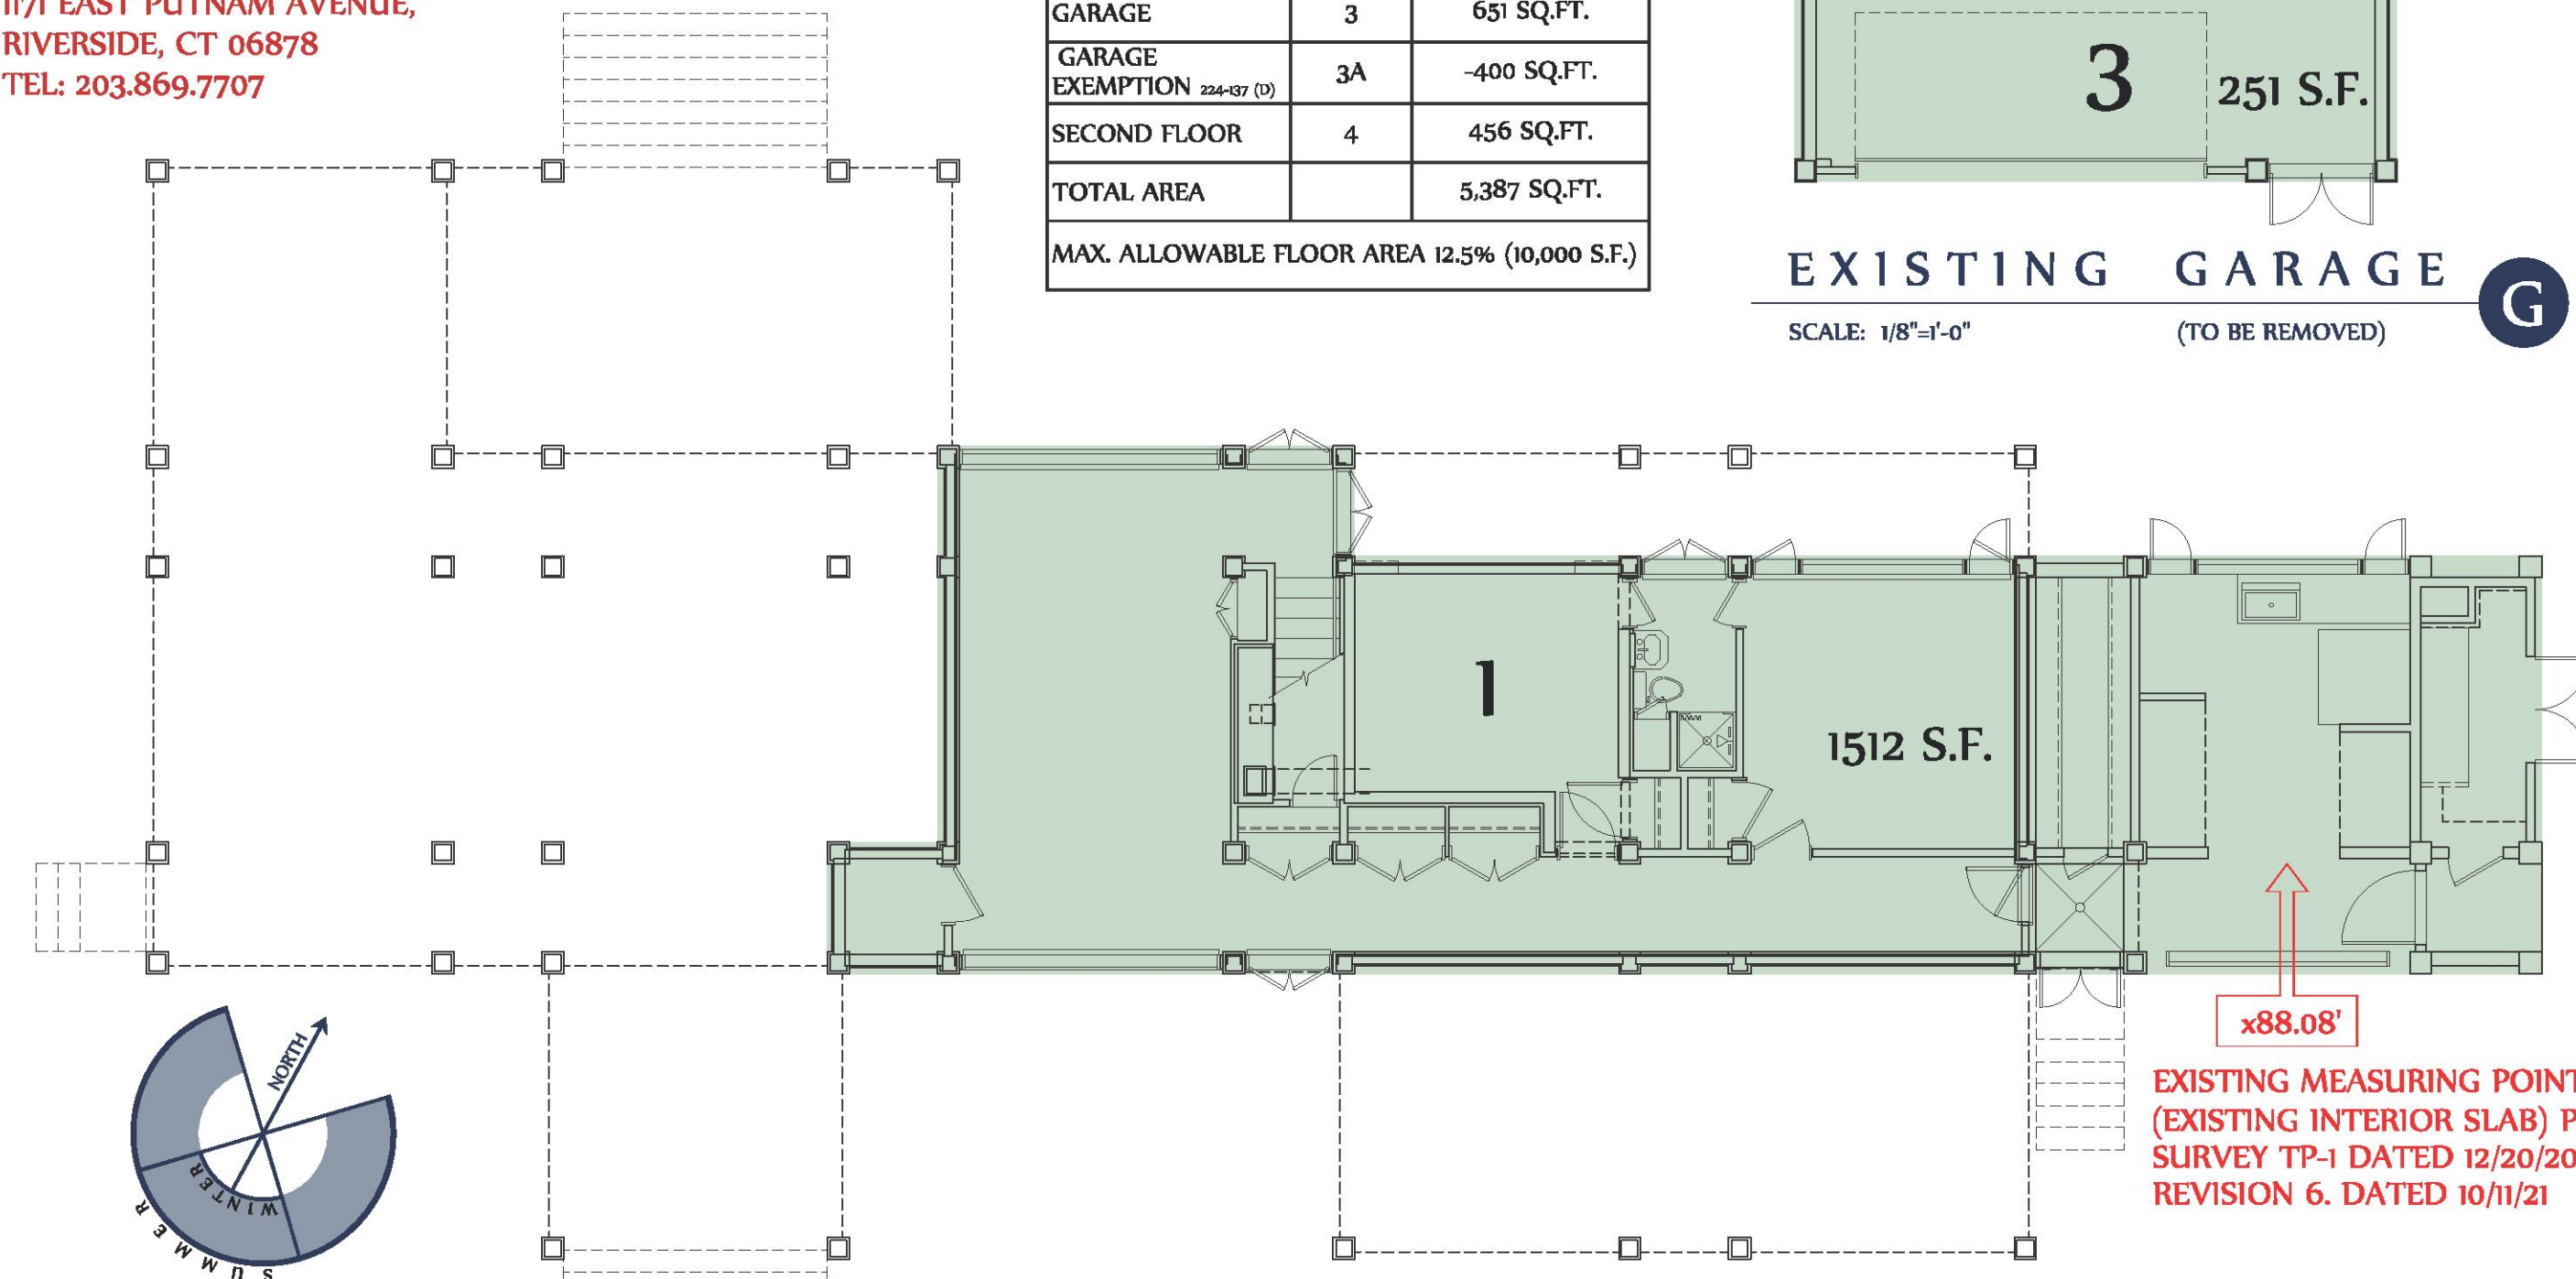 1171 EAST PUTNAM AVENUE,
RIVERSIDE, CT 06878
TEL: 203.869.7707
GARAGE 3 651 SQ.FT.
GARAGE
EXEMPTION 224-137 (D) 3A -400 SQ.FT.
SECOND FLOOR 4 456 SQ.FT.
TOTAL AREA 5,387 SQ.FT.
MAX. ALLOWABLE FLOOR AREA 12.5% (10,000 S.F.)
3 251 S.F.
EXISTING GARAGE G
SCALE: 1/8"=1'-0" (TO BE REMOVED)
1
1512 S.F.
x88.08'
EXISTING MEASURING POINT
(EXISTING INTERIOR SLAB) P
SURVEY TP-1 DATED 12/20/20
REVISION 6. DATED 10/11/21
NORTH
WINTER
SUMMER